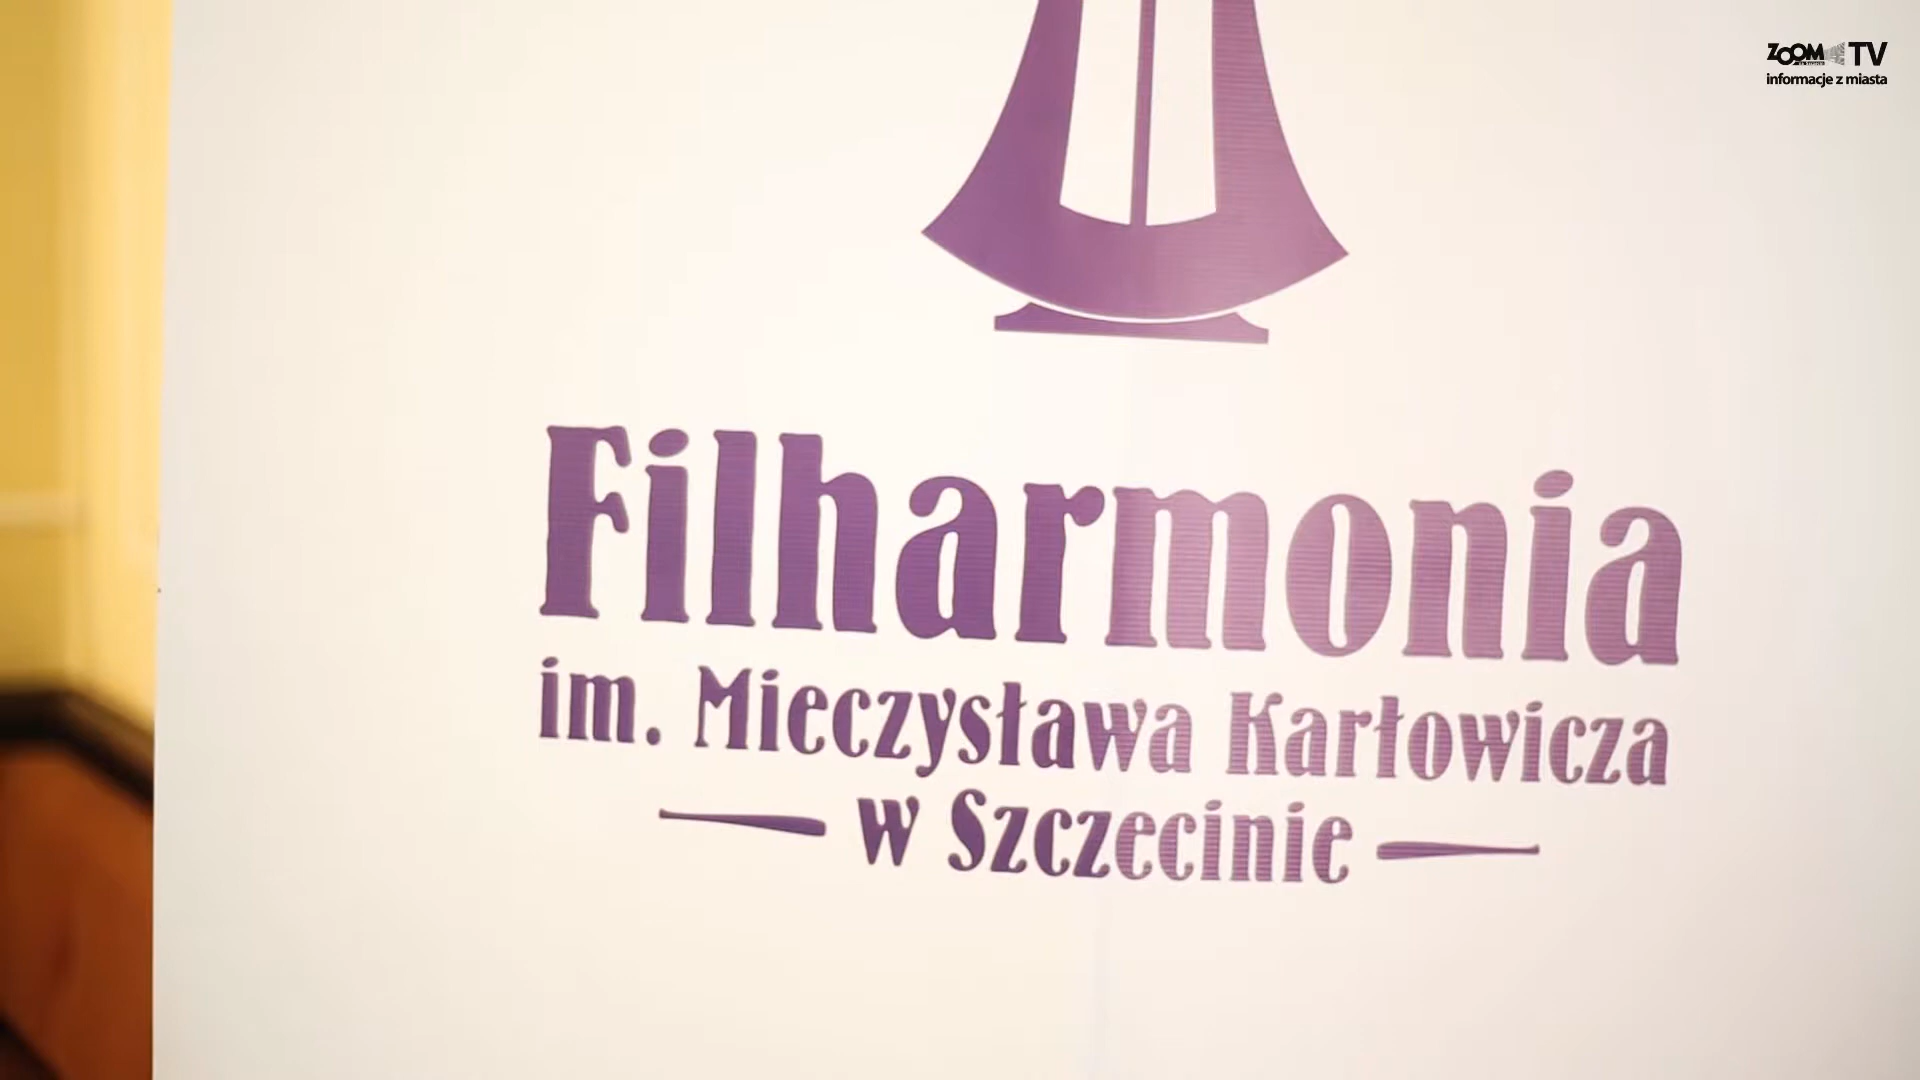 ZOOM TV
informacje z miasta
Filharmonia
im. Mieczysława Karłowicza
w Szczecinie